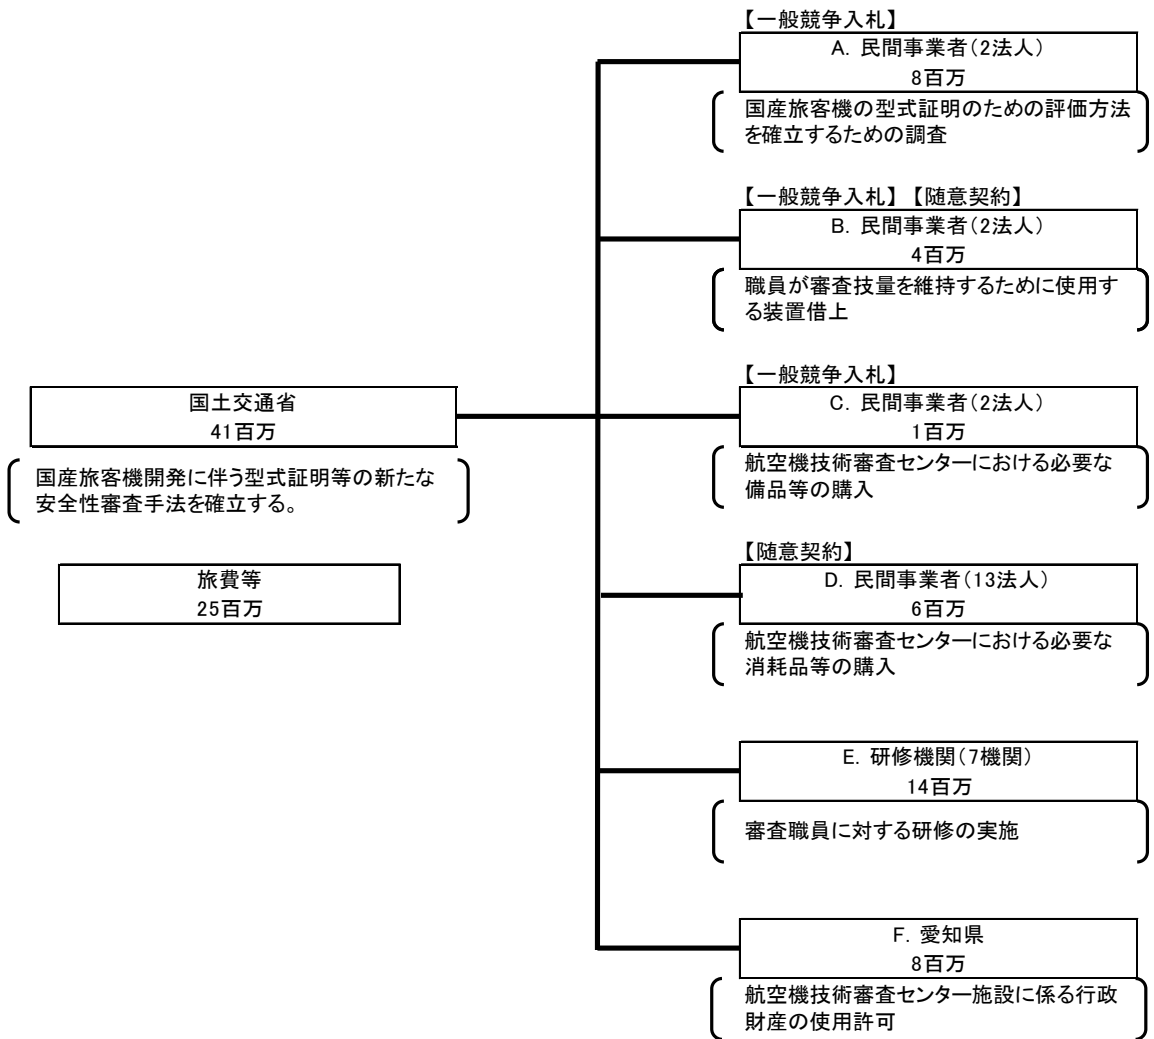 【一般競争入札】
A. 民間事業者(2法人)
8百万
国産旅客機の型式証明のための評価方法
を確立するための調査
【一般競争入札】【随意契約】
B. 民間事業者(2法人)
4百万
職員が審査技量を維持するために使用す
る装置借上
【一般競争入札】
国土交通省
41百万
国産旅客機開発に伴う型式証明等の新たな
安全性審査手法を確立する。
旅費等
25百万
C. 民間事業者(2法人)
1百万
航空機技術審査センターにおける必要な
備品等の購入
【随意契約】
D. 民間事業者(13法人)
6百万
航空機技術審査センターにおける必要な
消耗品等の購入
E. 研修機関(7機関)
14百万
審査職員に対する研修の実施
F. 愛知県
8百万
航空機技術審査センター施設に係る行政
財産の使用許可